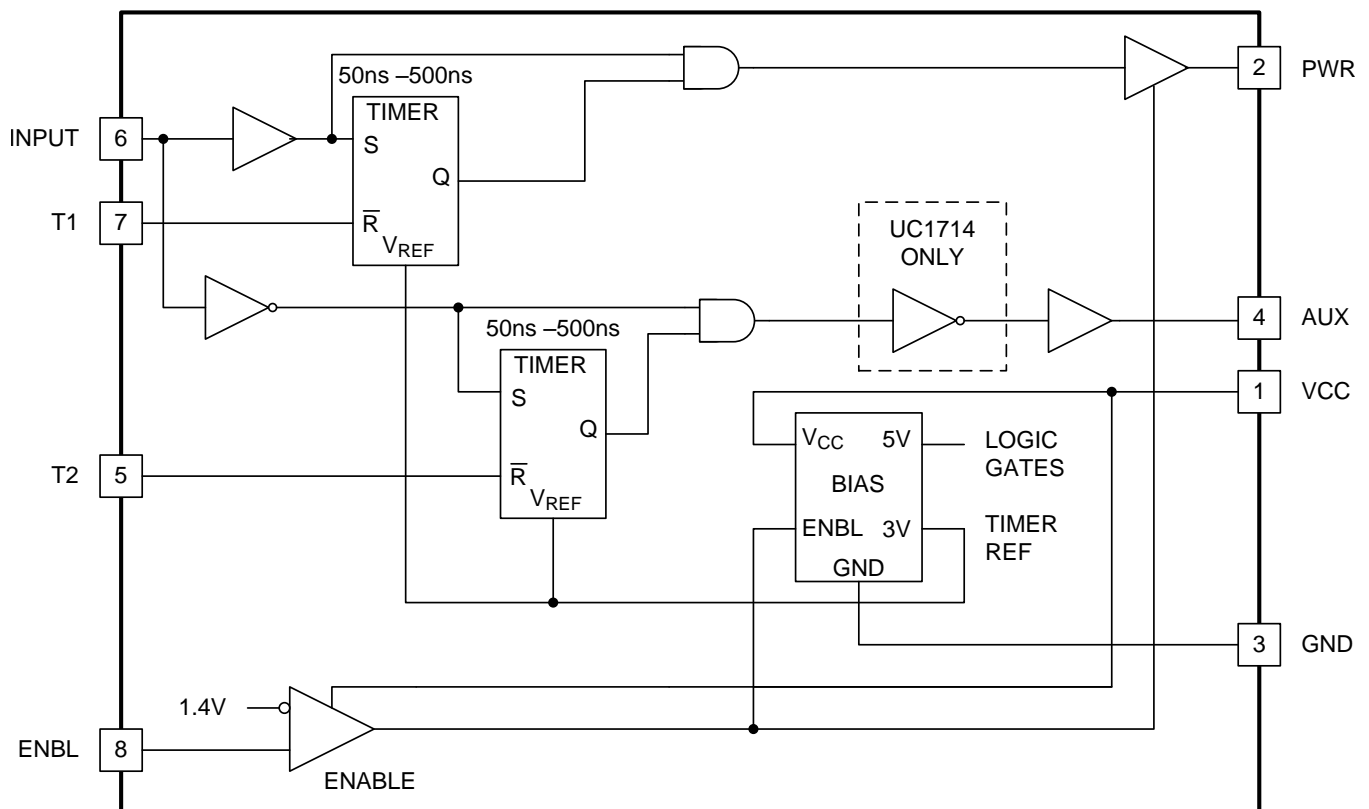 50ns –500ns
TIMER
S
Q
R̅
VREF
INPUT
6
T1
7
2
PWR
UC1714
ONLY
50ns –500ns
TIMER
S
Q
R̅
VREF
4
AUX
1
VCC
T2
5
VCC
5V
BIAS
ENBL
3V
GND
LOGIC
GATES
TIMER
REF
3
GND
1.4V
ENBL
8
ENABLE